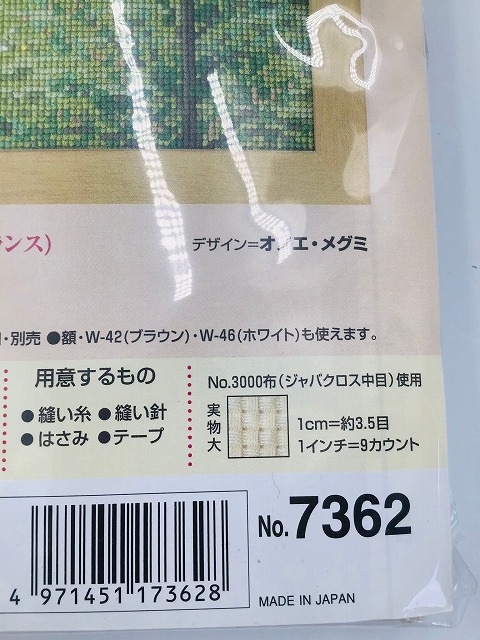 ランス)
デザイン=オノエ・メグミ
・別売 ●額・W-42(ブラウン)・W-46(ホワイト)も使えます。
用意するもの
●縫い糸 ●縫い針
●はさみ ●テープ
No.3000布(ジャバクロス中目)使用
実物大
1cm=約3.5目
1インチ=9カウント
No.7362
4 971451 173628
MADE IN JAPAN